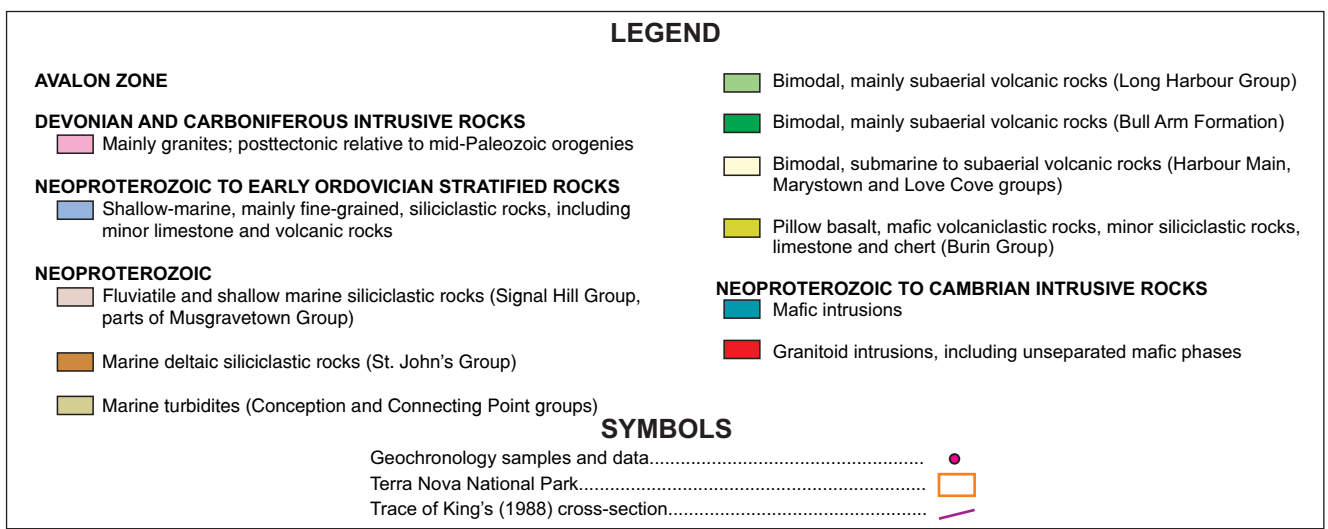 LEGEND
AVALON ZONE
DEVONIAN AND CARBONIFEROUS INTRUSIVE ROCKS
Mainly granites; posttectonic relative to mid-Paleozoic orogenies
NEOPROTEROZOIC TO EARLY ORDOVICIAN STRATIFIED ROCKS
Shallow-marine, mainly fine-grained, siliciclastic rocks, including
minor limestone and volcanic rocks
NEOPROTEROZOIC
Fluviatile and shallow marine siliciclastic rocks (Signal Hill Group,
parts of Musgravetown Group)
Marine deltaic siliciclastic rocks (St. John's Group)
Marine turbidites (Conception and Connecting Point groups)
Bimodal, mainly subaerial volcanic rocks (Long Harbour Group)
Bimodal, mainly subaerial volcanic rocks (Bull Arm Formation)
Bimodal, submarine to subaerial volcanic rocks (Harbour Main,
Marystown and Love Cove groups)
Pillow basalt, mafic volcaniclastic rocks, minor siliciclastic rocks,
limestone and chert (Burin Group)
NEOPROTEROZOIC TO CAMBRIAN INTRUSIVE ROCKS
Mafic intrusions
Granitoid intrusions, including unseparated mafic phases
SYMBOLS
Geochronology samples and data.....................................................
Terra Nova National Park...................................................................
Trace of King's (1988) cross-section..................................................